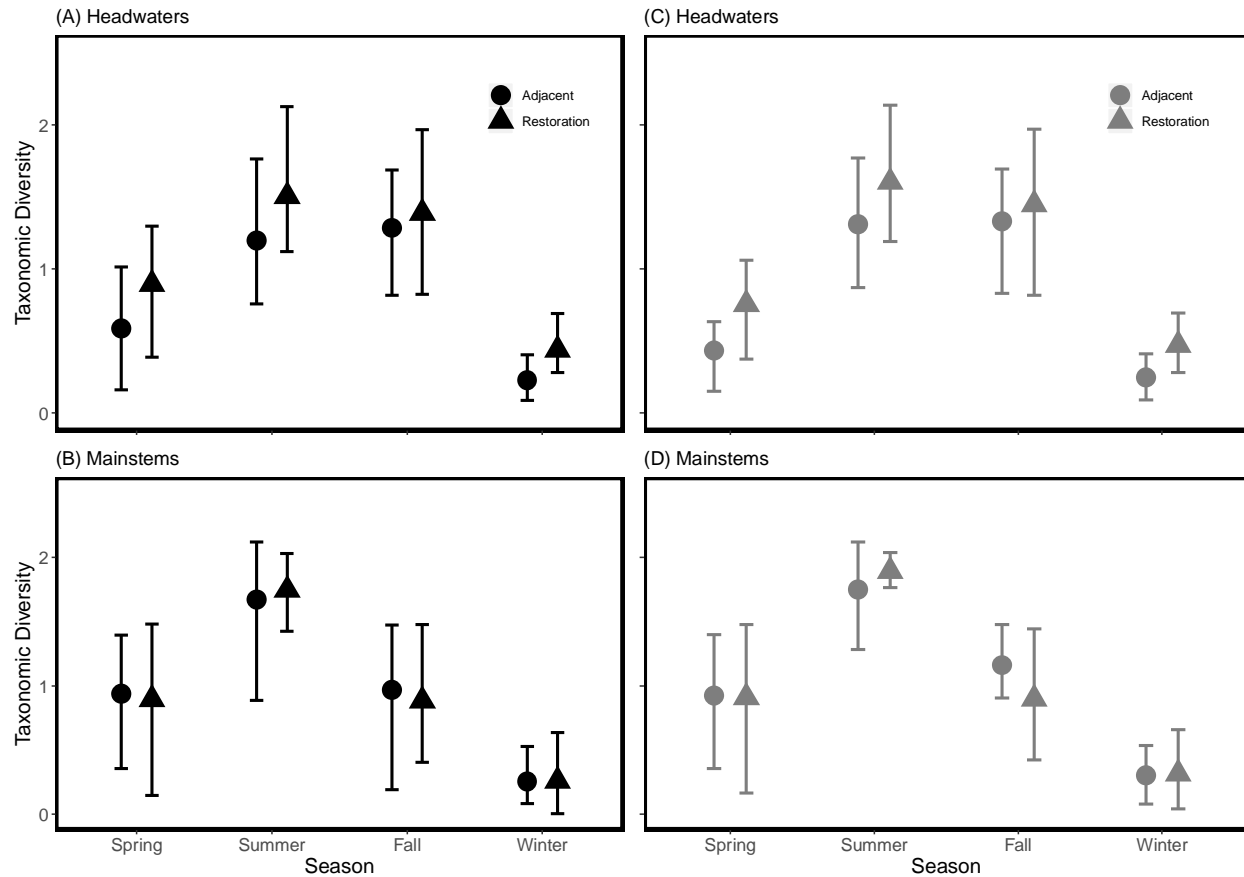 (A) Headwaters
(C) Headwaters
Adjacent
Restoration
Adjacent
Restoration
Taxonomic Diversity
2
1
0
(B) Mainstems
(D) Mainstems
Taxonomic Diversity
2
1
0
Spring Summer Fall Winter
Season
Spring Summer Fall Winter
Season